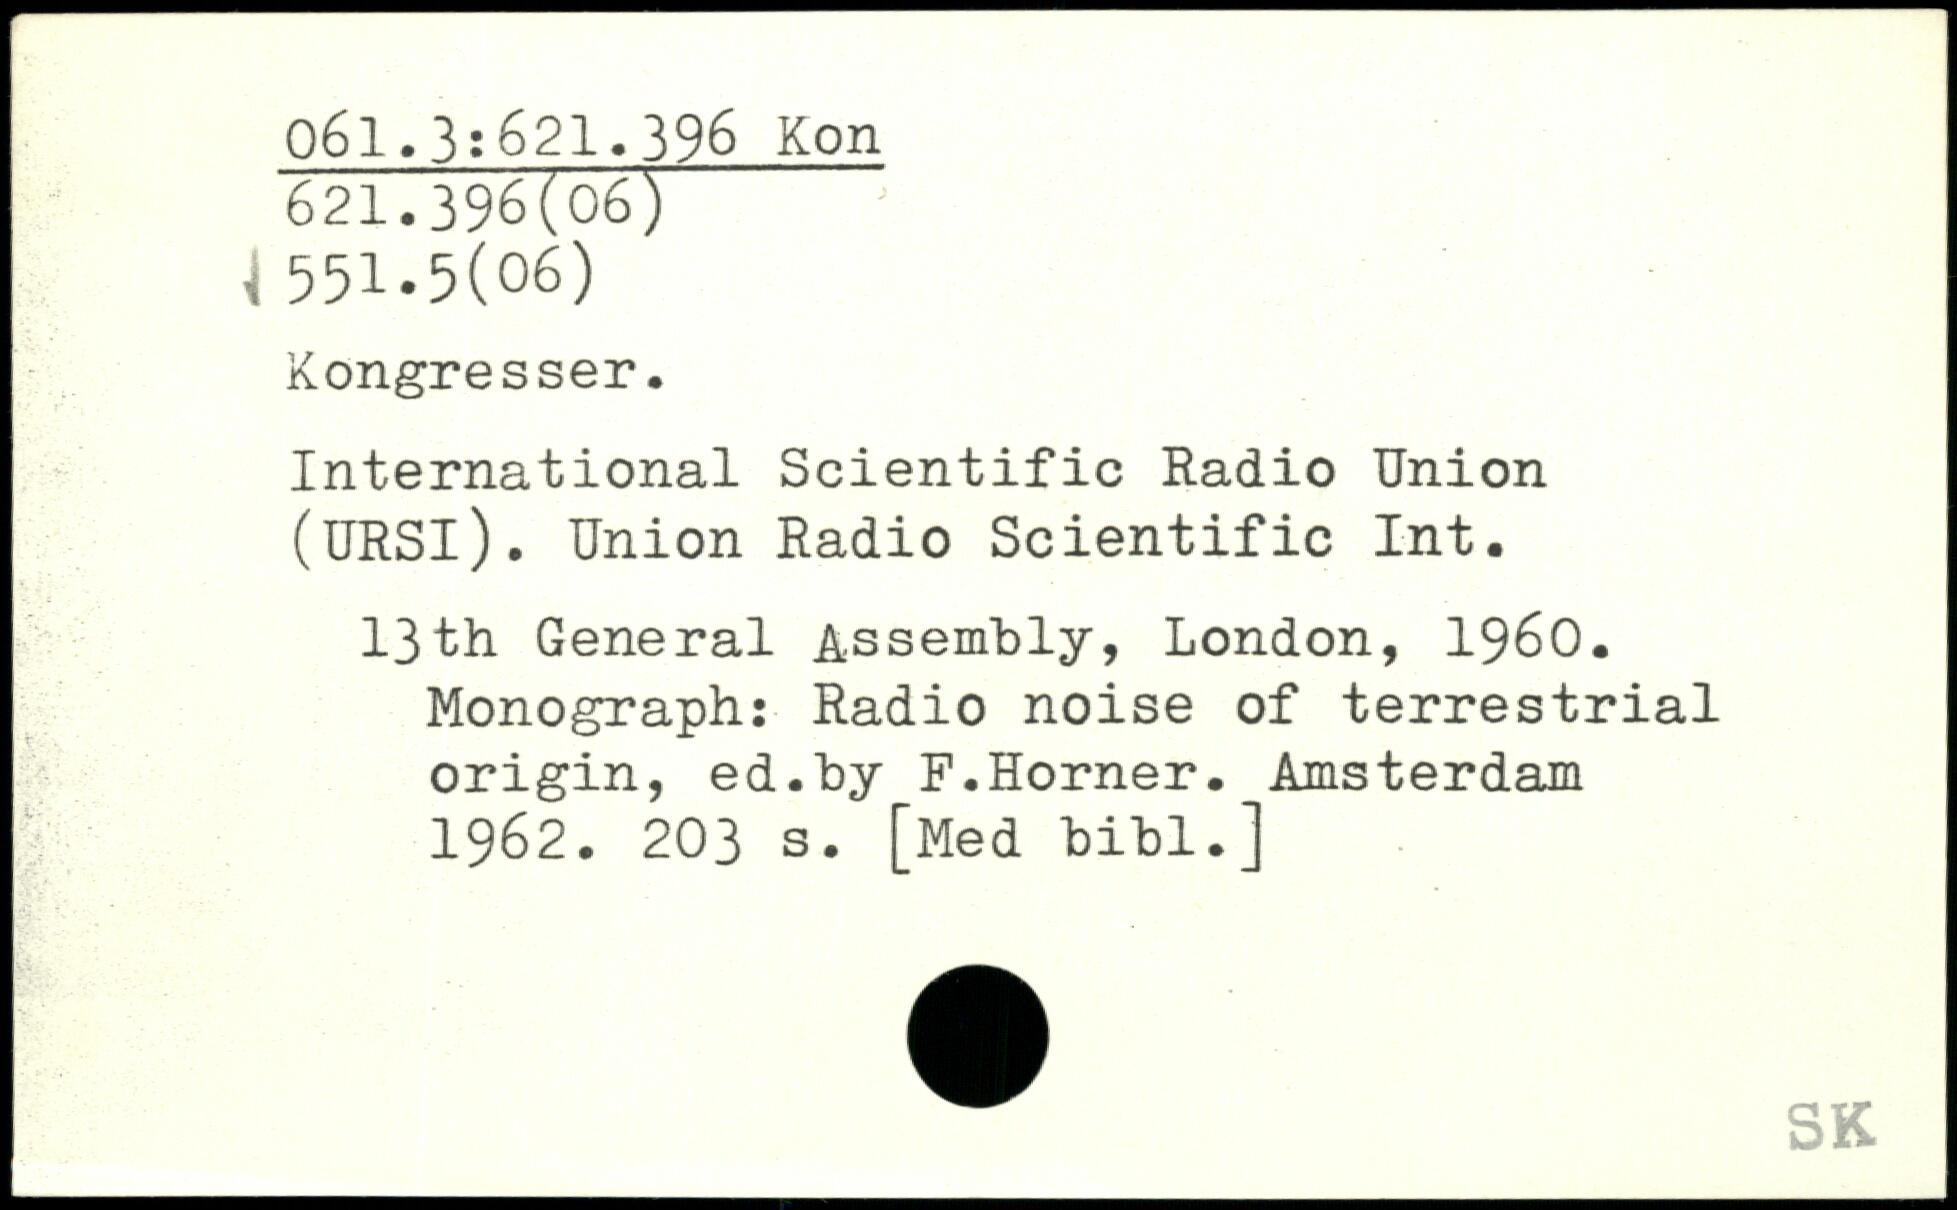 061.3:621.396 Kon
621.396(06)
551.5(06)
Kongresser.
International Scientific Radio Union
(URSI). Union Radio Scientific Int.
13th General Assembly, London, 1960.
Monograph: Radio noise of terrestrial
origin, ed.by F.Horner. Amsterdam
1962. 203 s. [Med bibl.]
SK